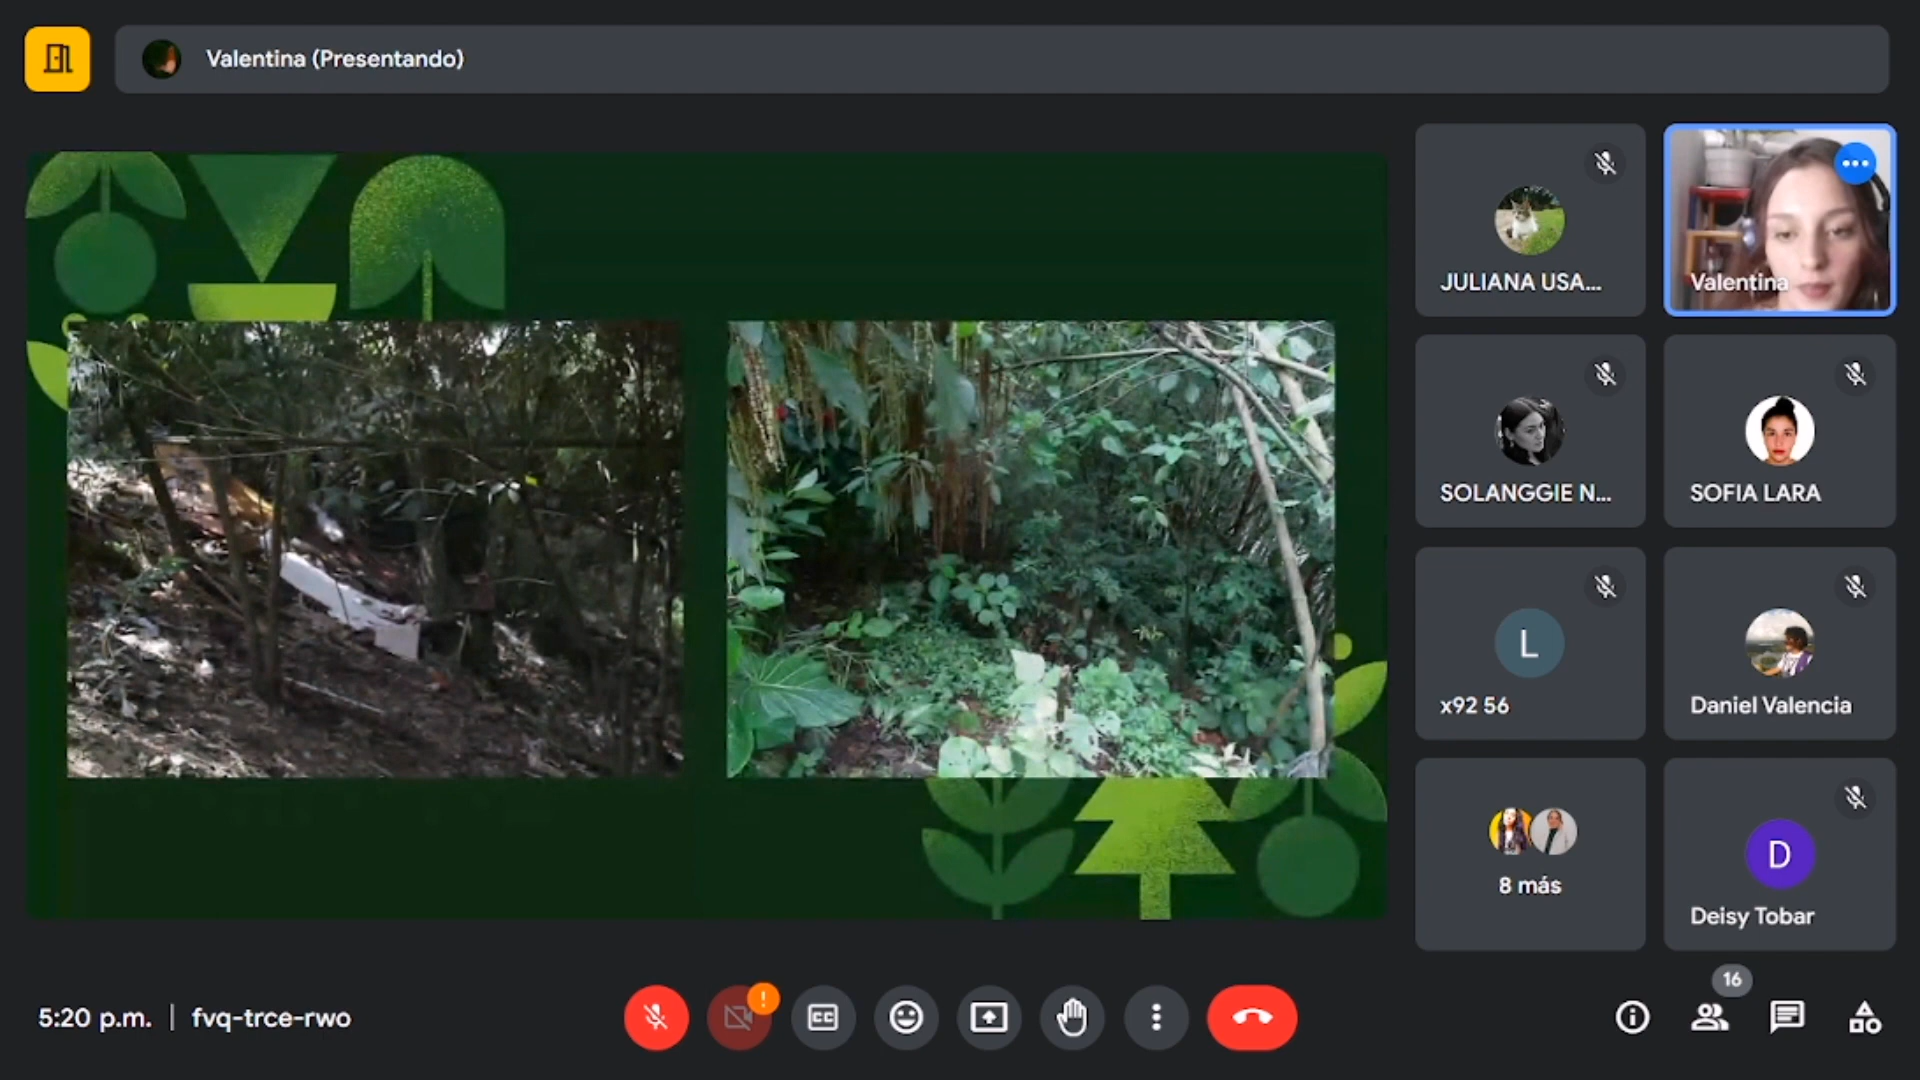 Valentina (Presentando)
JULIANA USA...
Valentina
SOLANGGIE N...
SOFIA LARA
L
x92 56
Daniel Valencia
8 más
D
Deisy Tobar
5:20 p.m. | fvq-trce-rwo
!
CC
16